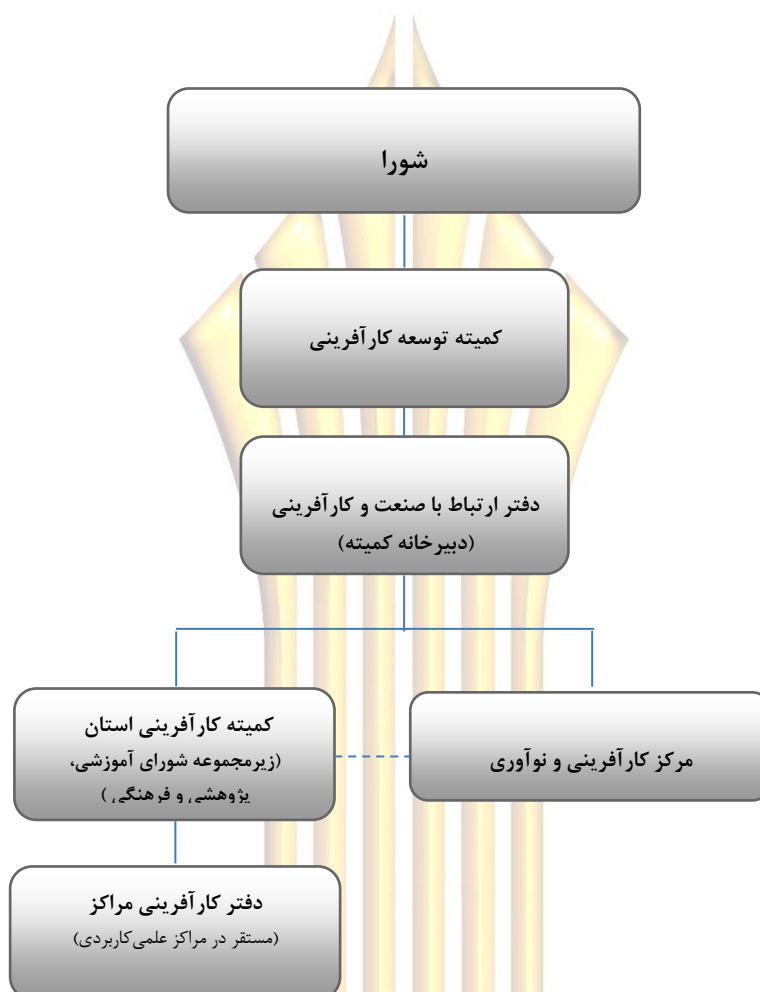 شورا
کمیته توسعه کارآفرینی
دفتر ارتباط با صنعت و کارآفرینی
(دبیرخانه کمیته)
مرکز کارآفرینی و نوآوری
کمیته کارآفرینی استان
(زیرمجموعه شورای آموزشی،
پژوهشی و فرهنگی )
دفتر کارآفرینی مراکز
(مستقر در مراکز علمی‌کاربردی)